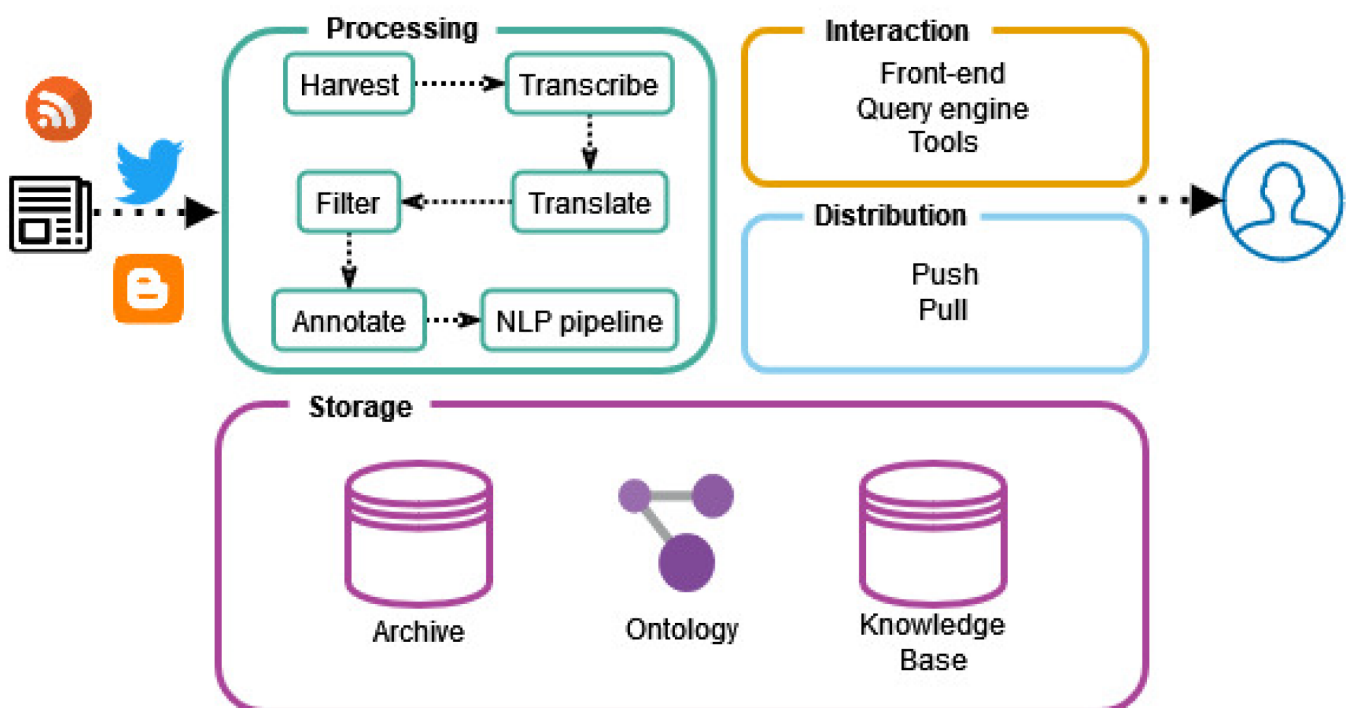 Processing
Harvest
Transcribe
Filter
Translate
Annotate
NLP pipeline
Interaction
Front-end
Query engine
Tools
Distribution
Push
Pull
Storage
Archive
Ontology
Knowledge
Base